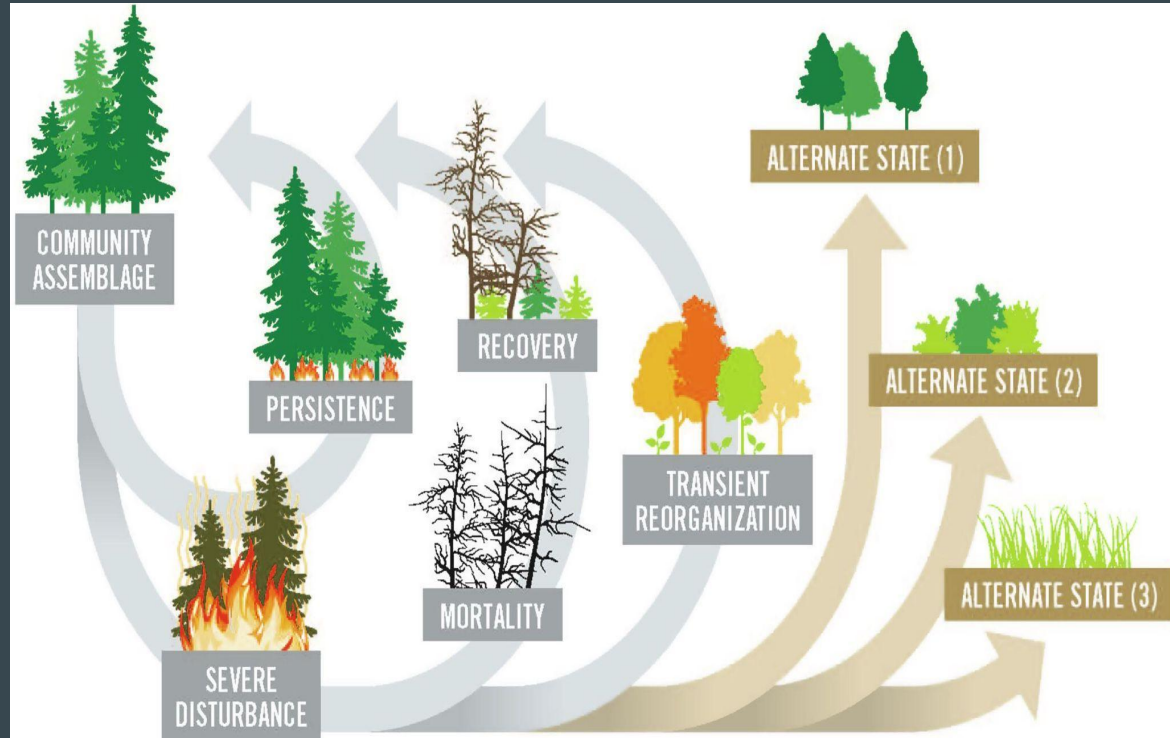 COMMUNITY
ASSEMBLAGE
PERSISTENCE
RECOVERY
SEVERE
DISTURBANCE
MORTALITY
TRANSIENT
REORGANIZATION
ALTERNATE STATE (1)
ALTERNATE STATE (2)
ALTERNATE STATE (3)